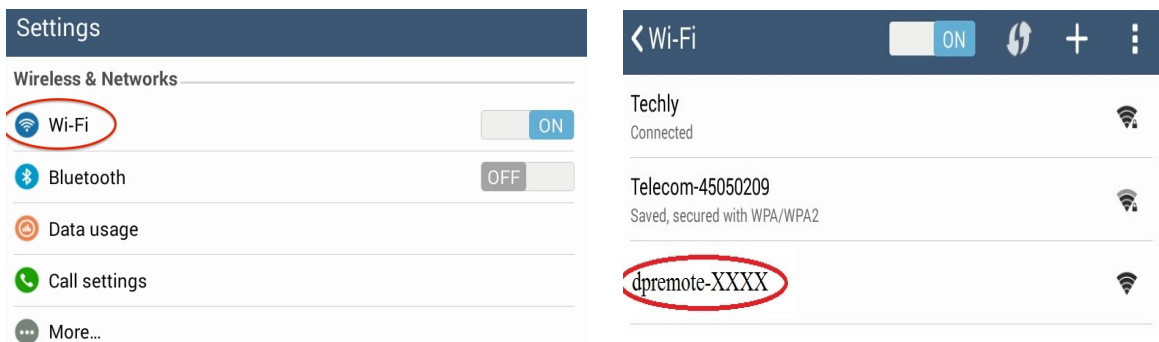 Settings
Wireless & Networks
Wi-Fi
ON
Bluetooth
OFF
Data usage
Call settings
More...
Wi-Fi
ON
Techly
Connected
Telecom-45050209
Saved, secured with WPA/WPA2
dpremote-XXXX